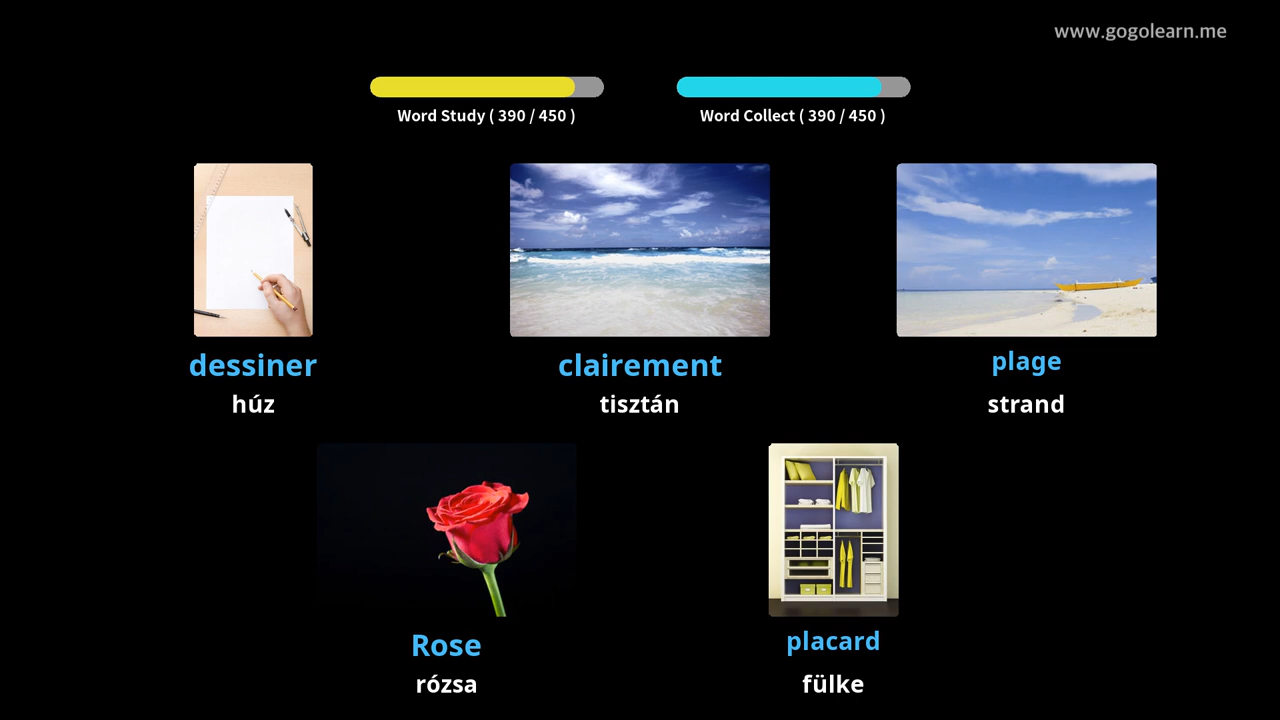 www.gogolearn.me
Word Study ( 390 / 450 )
Word Collect ( 390 / 450 )
dessiner
húz
clairement
tisztán
plage
strand
Rose
rózsa
placard
fülke